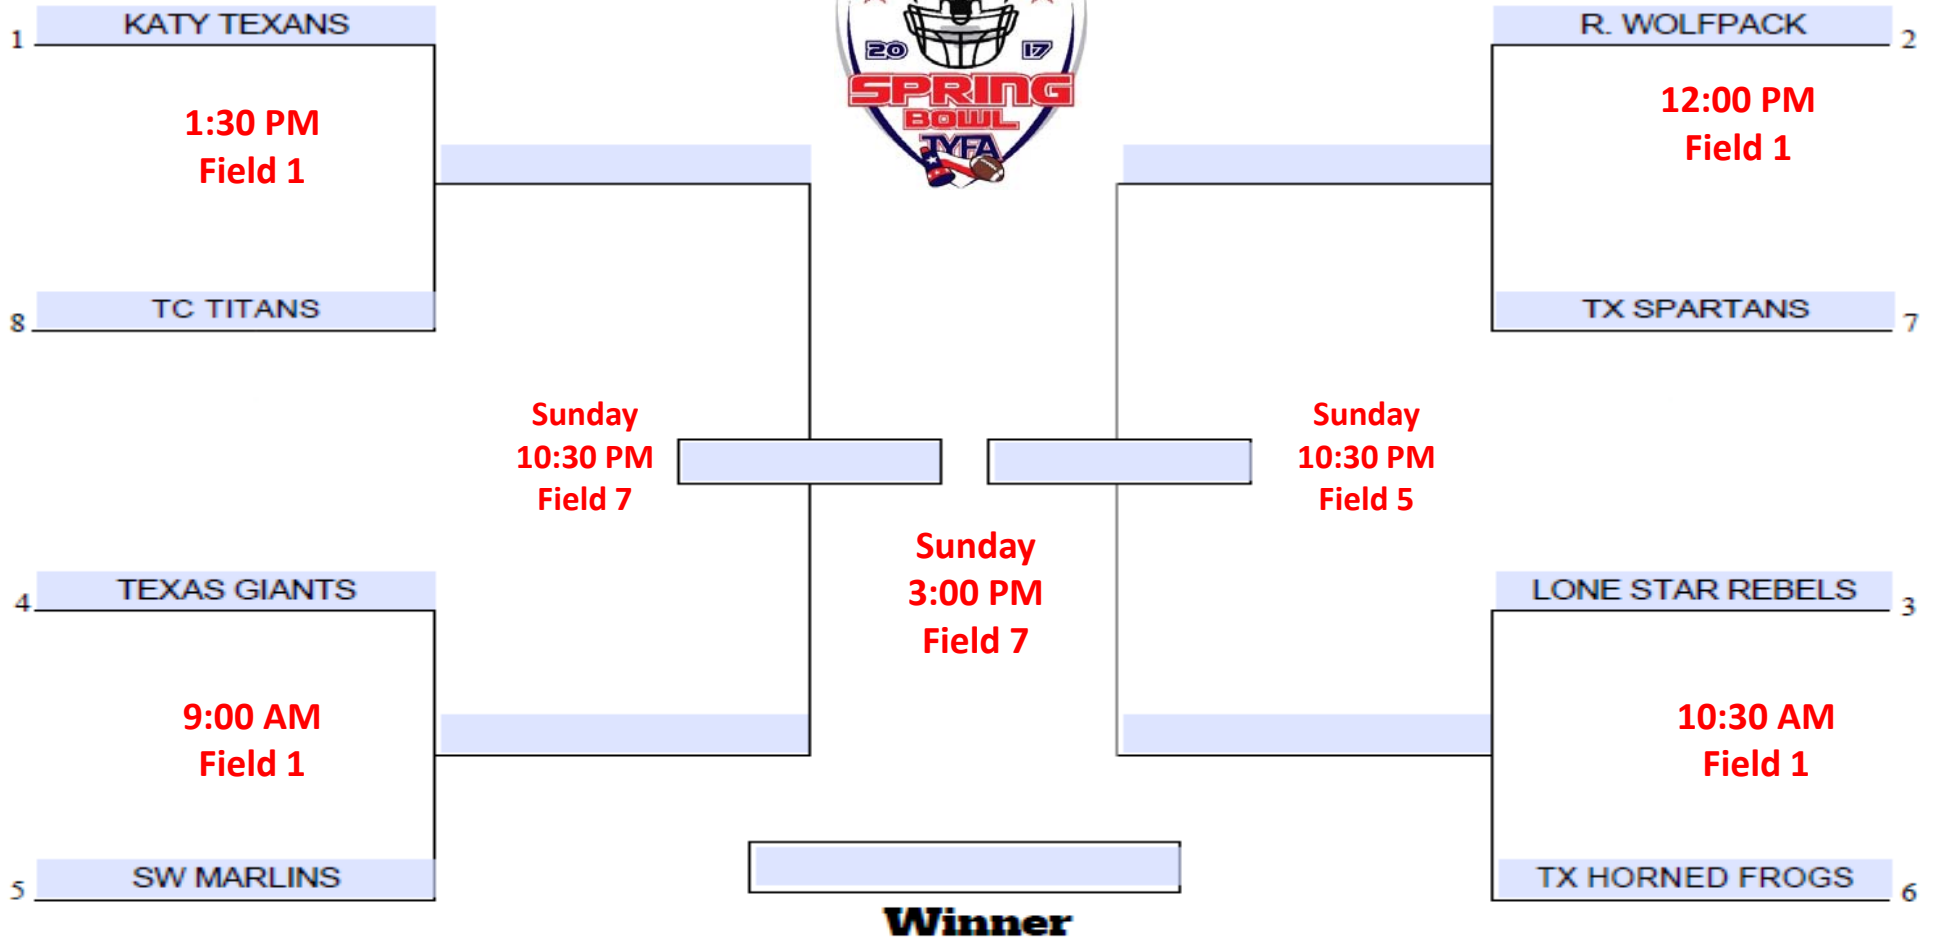 KATY TEXANS
1
1:30 PM
Field 1
TC TITANS
8
20 17
SPRING
BOWL
TYFA
R. WOLFPACK
2
12:00 PM
Field 1
TX SPARTANS
7
Sunday
10:30 PM
Field 7
Sunday
3:00 PM
Field 7
Sunday
10:30 PM
Field 5
TEXAS GIANTS
4
9:00 AM
Field 1
SW MARLINS
5
LONE STAR REBELS
3
10:30 AM
Field 1
TX HORNED FROGS
6
Winner